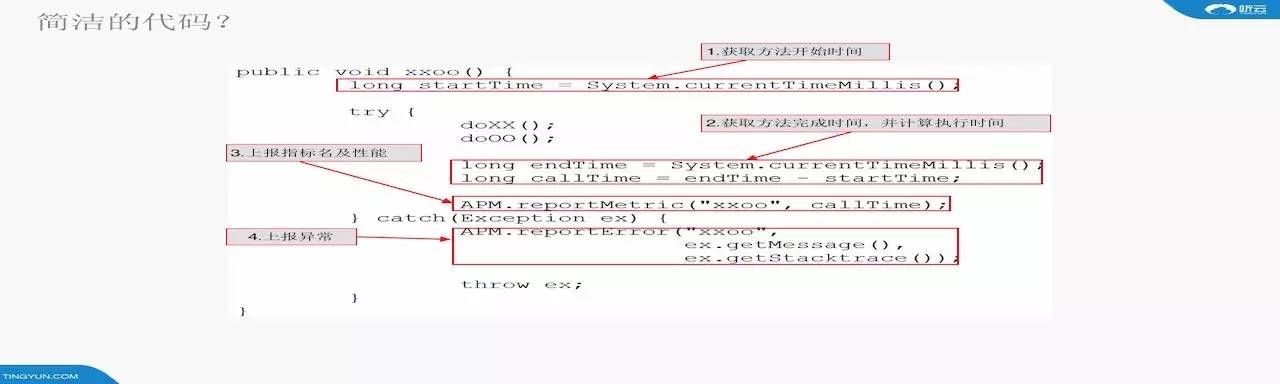 简洁的代码?
听云
1.获取方法开始时间
public void xxoo() {
long startTime = System.currentTimeMillis();
try {
doXX();
2.获取方法完成时间，并计算执行时间
doOO();
3.上报指标名及性能
long endTime = System.currentTimeMillis();
long callTime = endTime - startTime;
APM.reportMetric("xxoo", callTime);
} catch(Exception ex) {
4.上报异常
APM.reportError("xxoo",
ex.getMessage(),
ex.getStacktrace());
throw ex;
}
}
TINGYUN.COM